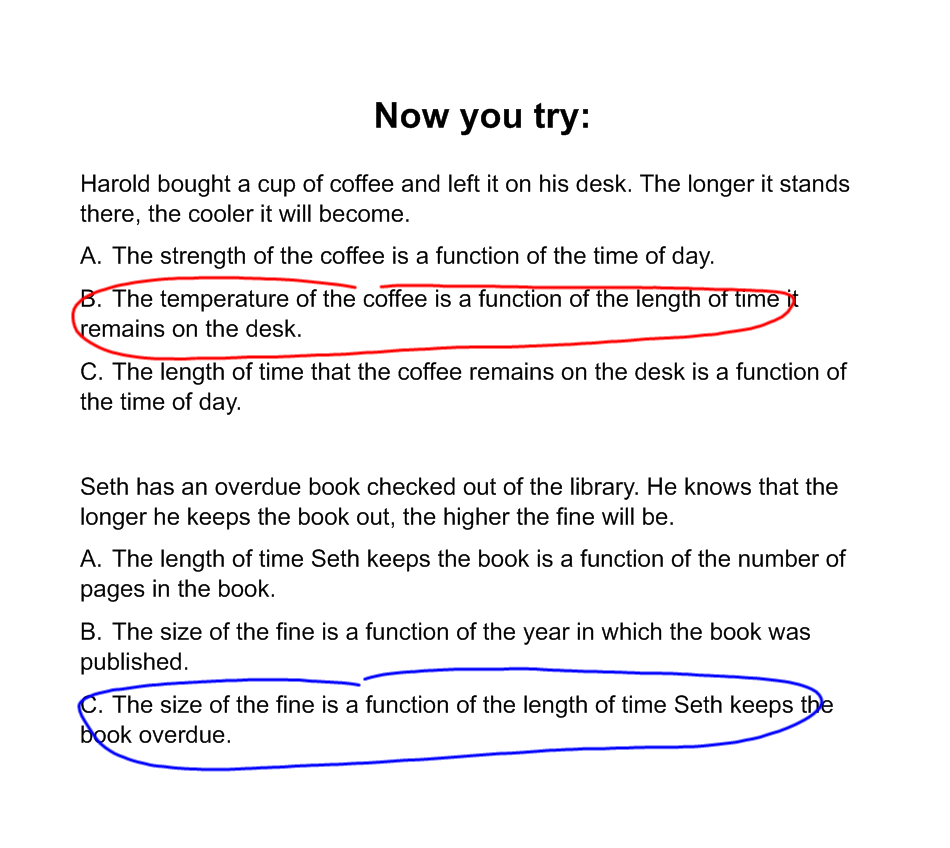 Now you try:
Harold bought a cup of coffee and left it on his desk. The longer it stands
there, the cooler it will become.
A. The strength of the coffee is a function of the time of day.
B. The temperature of the coffee is a function of the length of time it
remains on the desk.
C. The length of time that the coffee remains on the desk is a function of
the time of day.
Seth has an overdue book checked out of the library. He knows that the
longer he keeps the book out, the higher the fine will be.
A. The length of time Seth keeps the book is a function of the number of
pages in the book.
B. The size of the fine is a function of the year in which the book was
published.
C. The size of the fine is a function of the length of time Seth keeps the
book overdue.